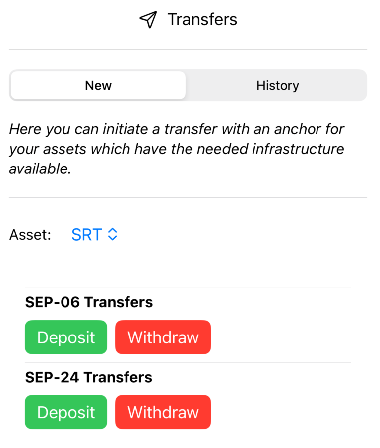 Transfers
New
History
Here you can initiate a transfer with an anchor for
your assets which have the needed infrastructure
available.
Asset: SRT
SEP-06 Transfers
Deposit Withdraw
SEP-24 Transfers
Deposit Withdraw